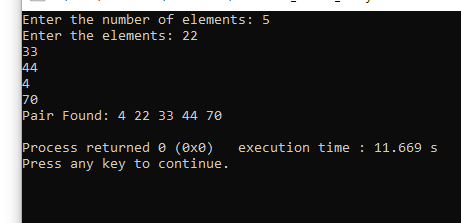 Enter the number of elements: 5
Enter the elements: 22
33
44
4
70
Pair Found: 4 22 33 44 70
Process returned 0 (0x0)   execution time : 11.669 s
Press any key to continue.